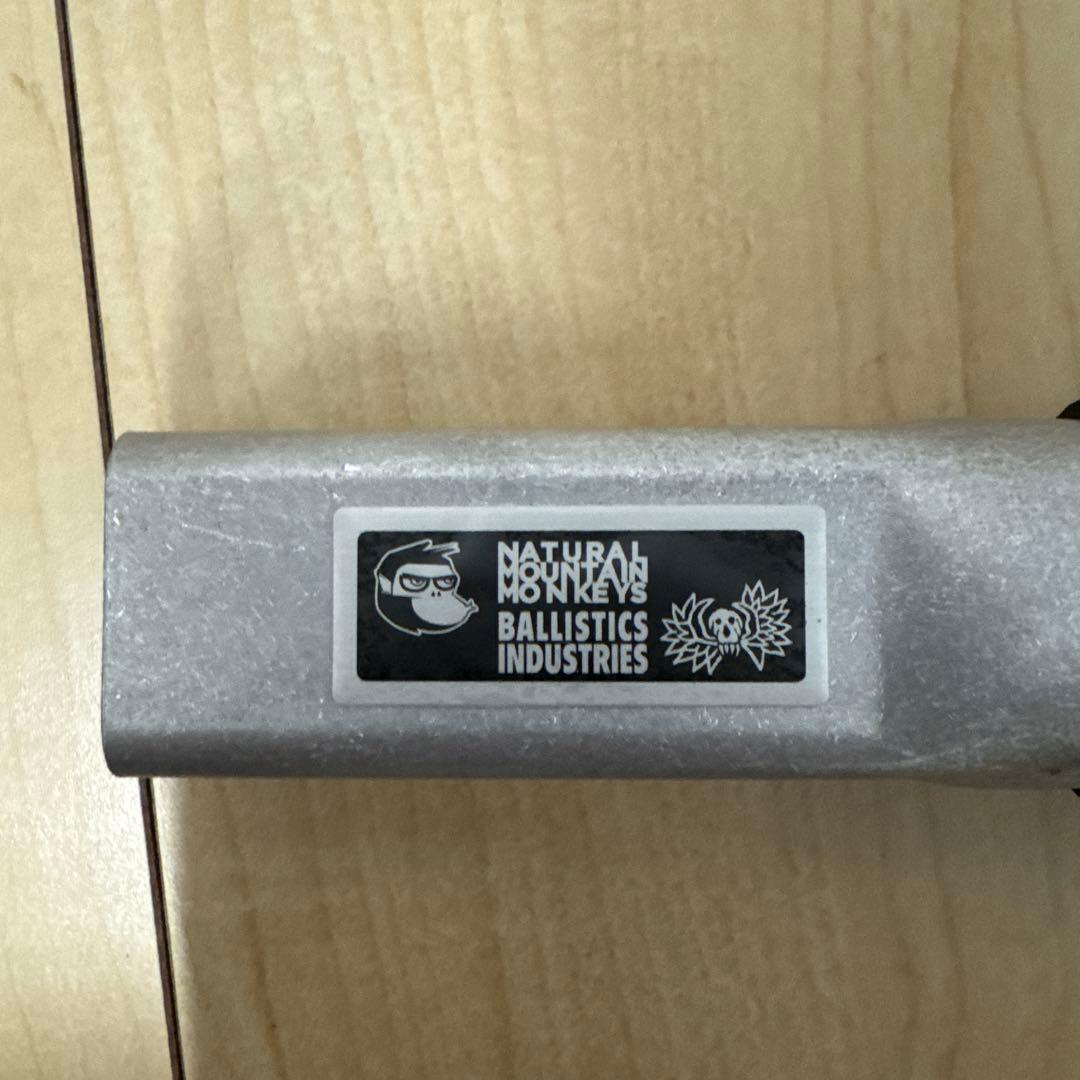 NATURAL
MOUNTAIN
MONKEYS
BALLISTICS
INDUSTRIES